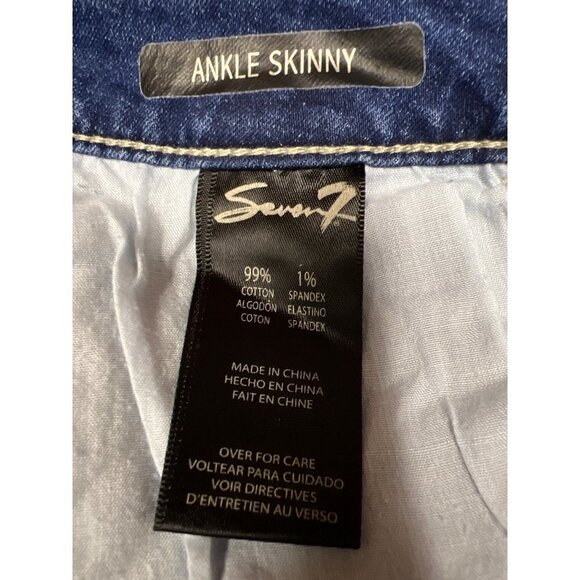 ANKLE SKINNY
Seven7
99% 1%
COTTON SPANDEX
ALGODÓN ELASTINO
COTON SPANDEX
MADE IN CHINA
HECHO EN CHINA
FAIT EN CHINE
OVER FOR CARE
VOLTEAR PARA CUIDADO
VOIR DIRECTIVES
D'ENTRETIEN AU VERSO